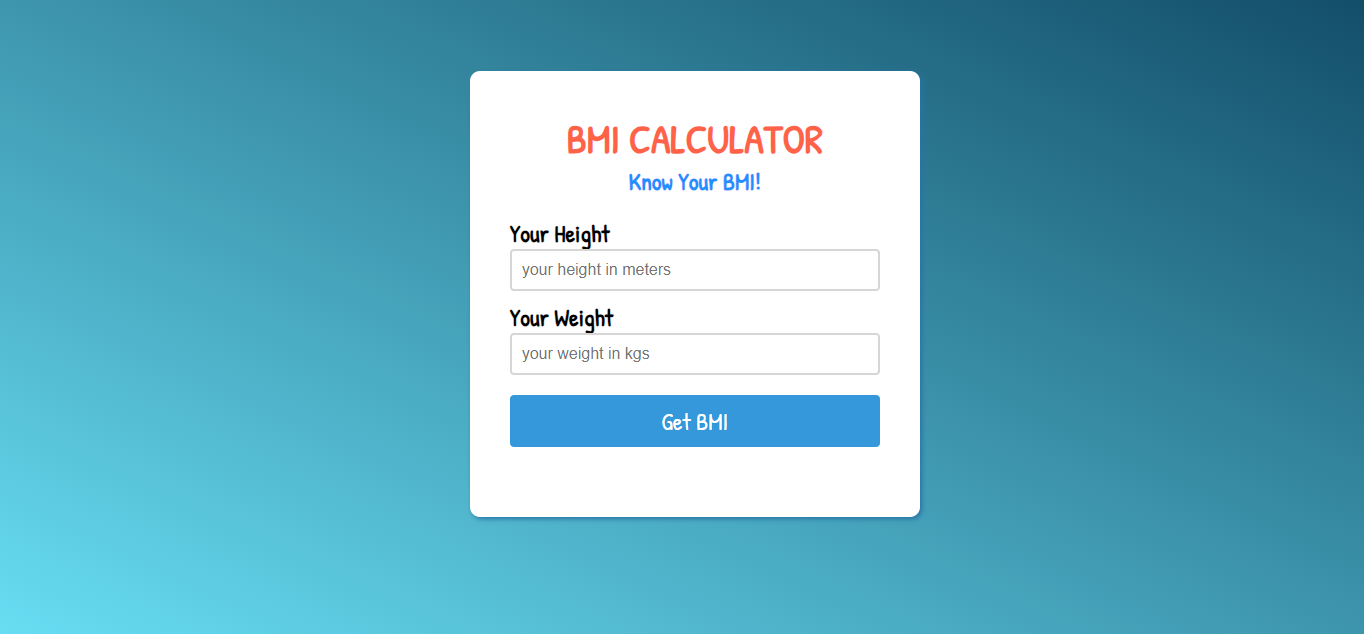 BMI CALCULATOR
Know Your BMI!
Your Height
your height in meters
Your Weight
your weight in kgs
Get BMI